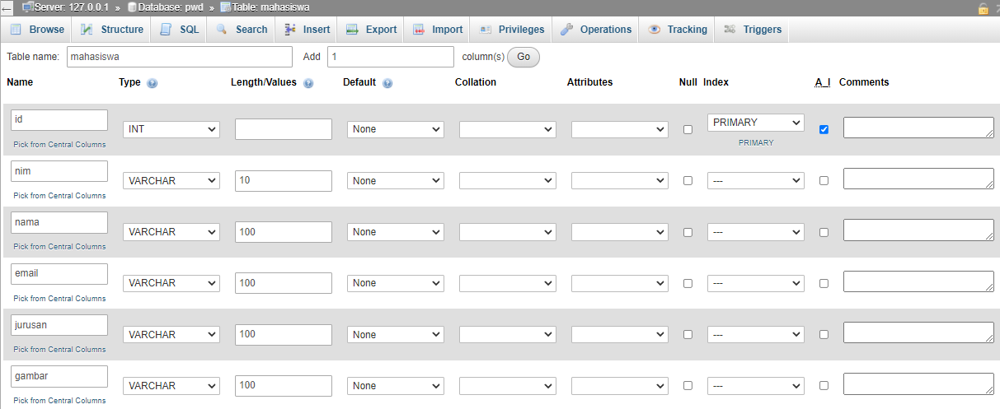 Server: 127.0.0.1 » Database: pwd » Table: mahasiswa
Browse Structure SQL Search Insert Export Import Privileges Operations Tracking Triggers
Table name: mahasiswa Add 1 column(s) Go
Name Type Length/Values Default Collation Attributes Null Index A_I Comments
id INT None PRIMARY
Pick from Central Columns PRIMARY
nim VARCHAR 10 None ---
Pick from Central Columns
nama VARCHAR 100 None ---
Pick from Central Columns
email VARCHAR 100 None ---
Pick from Central Columns
jurusan VARCHAR 100 None ---
Pick from Central Columns
gambar VARCHAR 100 None ---
Pick from Central Columns